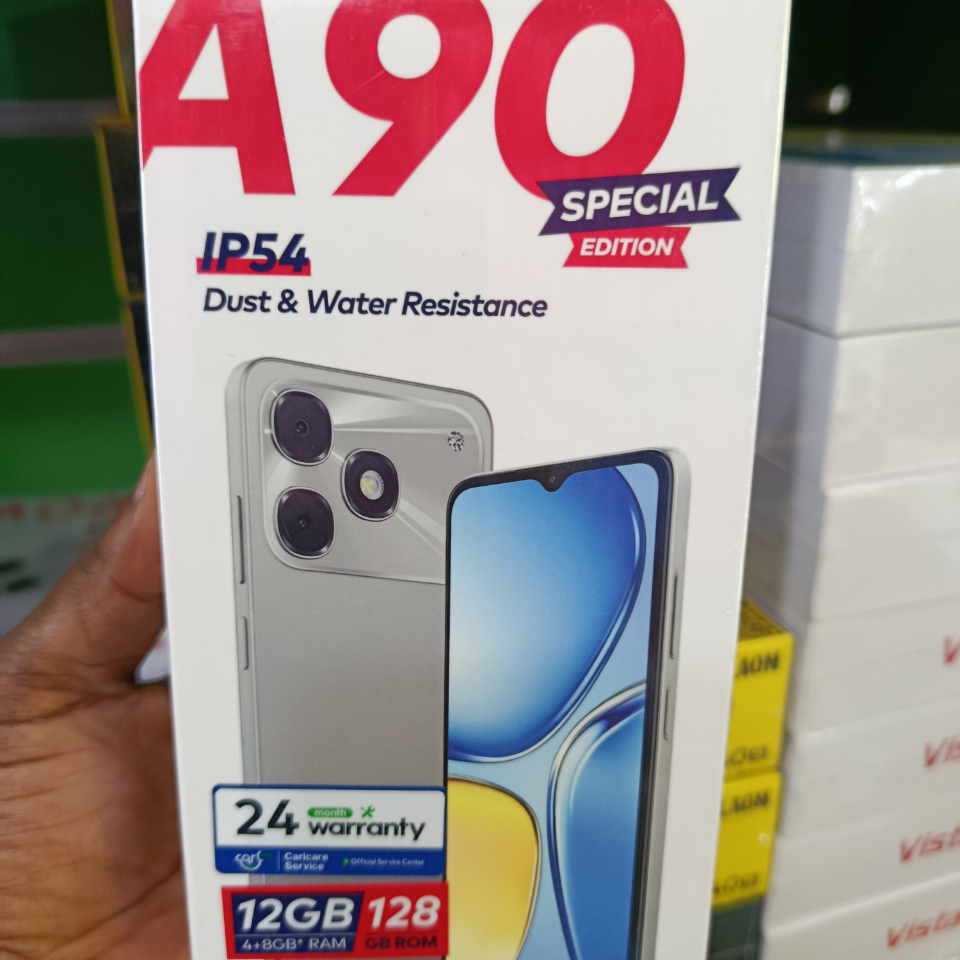 A90
SPECIAL
EDITION
IP54
Dust & Water Resistance
24 month
warranty
Carlcare
Service
Official Service Center
12GB
4+8GB* RAM
128
GB ROM